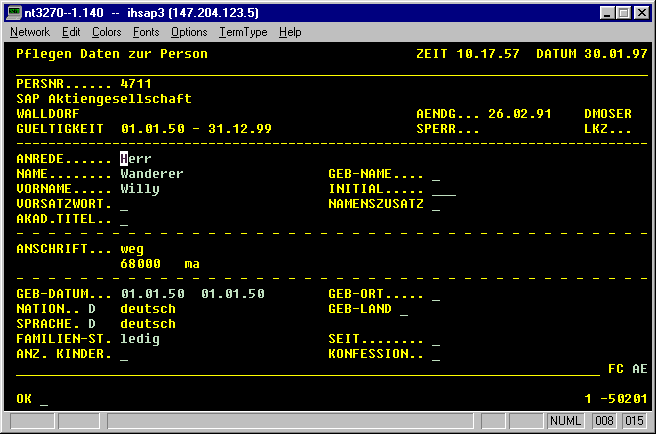 nt3270--1.140 -- ihsap3 (147.204.123.5)
Network Edit Colors Fonts Options TermType Help
Pflegen Daten zur Person ZEIT 10.17.57 DATUM 30.01.97
PERSNR...... 4711
SAP Aktiengesellschaft
WALLDORF AENDG... 26.02.91 DMOSER
GUELTIGKEIT 01.01.50 - 31.12.99 SPERR... LKZ...
ANREDE...... Herr
NAME........ Wanderer GEB-NAME.... _
VORNAME..... Willy INITIAL..... ___
VORSATZWORT. _ NAMENSZUSATZ _
AKAD.TITEL.. _
ANSCHRIFT... weg
68000 ma
GEB-DATUM... 01.01.50 01.01.50 GEB-ORT..... _
NATION.. D deutsch GEB-LAND _
SPRACHE. D deutsch
FAMILIEN-ST. ledig SEIT........ _
ANZ. KINDER. _ KONFESSION.. _
FC AE
OK _ 1 -50201
NUML 008 015